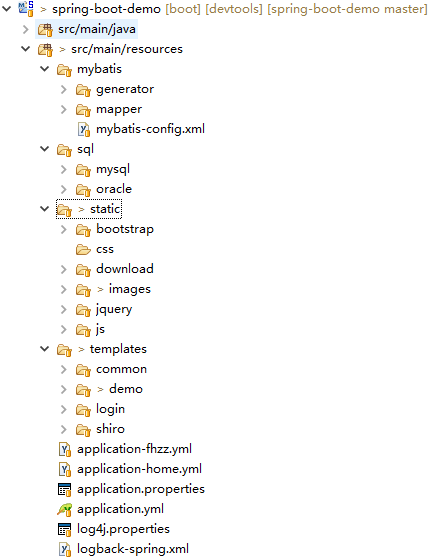 > spring-boot-demo [boot] [devtools] [spring-boot-demo master]
src/main/java
> src/main/resources
mybatis
generator
mapper
mybatis-config.xml
sql
mysql
oracle
> static
bootstrap
css
download
> images
jquery
js
> templates
common
> demo
login
shiro
application-fhzz.yml
application-home.yml
application.properties
application.yml
log4j.properties
logback-spring.xml